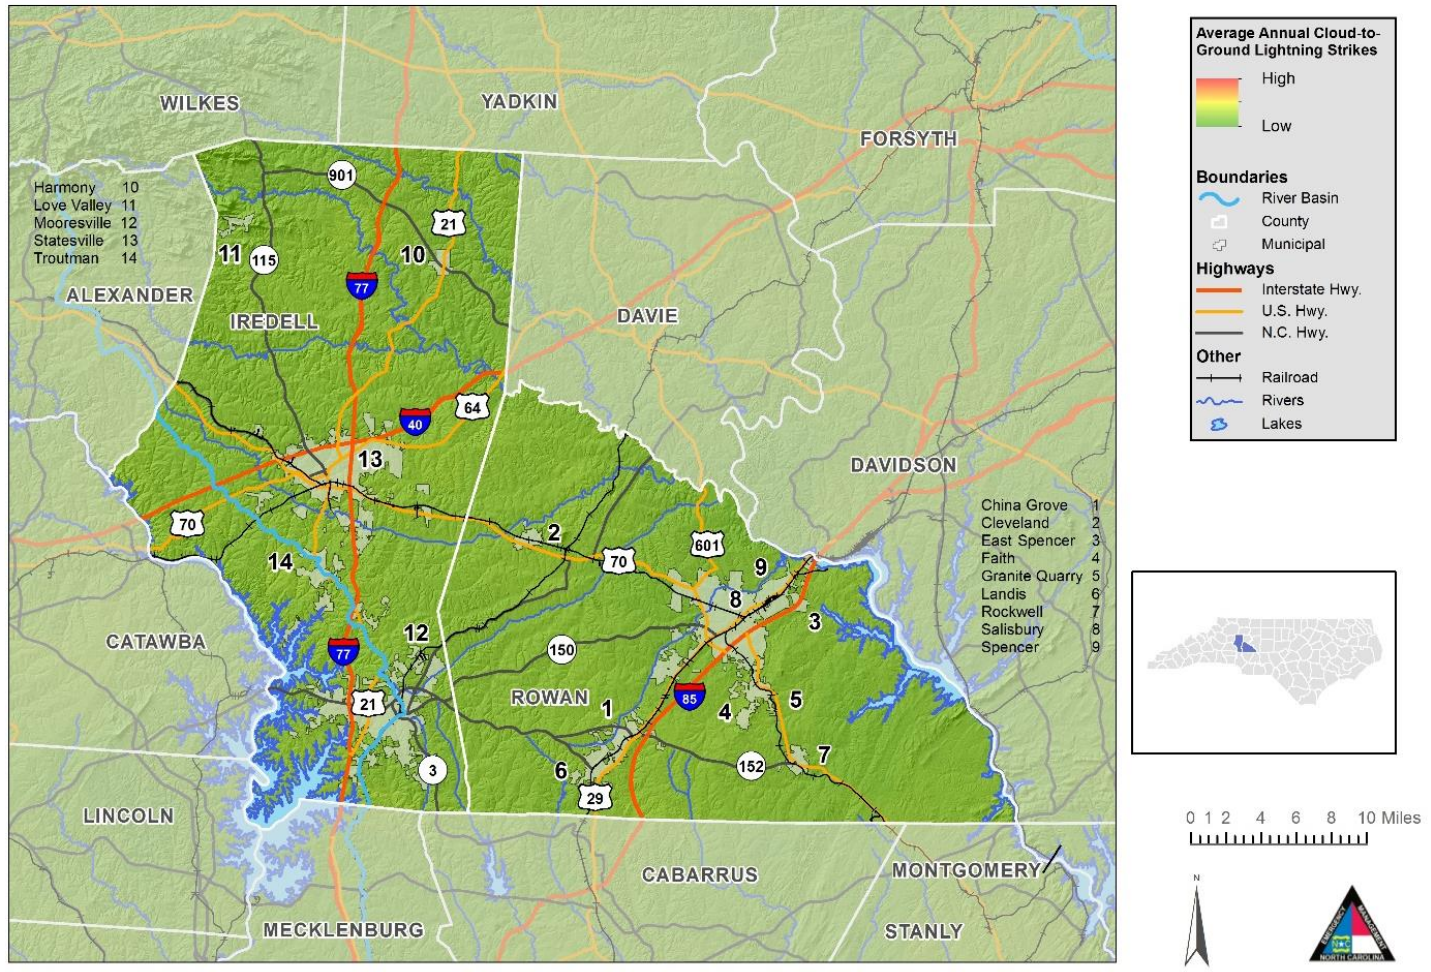 WILKES
YADKIN
FORSYTH
901
Harmony 10
Love Valley 11
Mooresville 12
Statesville 13
Troutman 14
21
11
115
10
77
ALEXANDER
IREDELL
DAVIE
64
40
13
DAVIDSON
70
2
601
70
14
9
8
3
China Grove 1
Cleveland 2
East Spencer 3
Faith 4
Granite Quarry 5
Landis 6
Rockwell 7
Salisbury 8
Spencer 9
CATAWBA
12
77
150
21
ROWAN
85
5
1
4
7
6
3
152
29
LINCOLN
CABARRUS
MONTGOMERY
MECKLENBURG
STANLY
Average Annual Cloud-to-
Ground Lightning Strikes
High
Low
Boundaries
River Basin
County
Municipal
Highways
Interstate Hwy.
U.S. Hwy.
N.C. Hwy.
Other
Railroad
Rivers
Lakes
0 1 2 4 6 8 10 Miles
N
EMERGENCY
MANAGEMENT
N C
NORTH CAROLINA